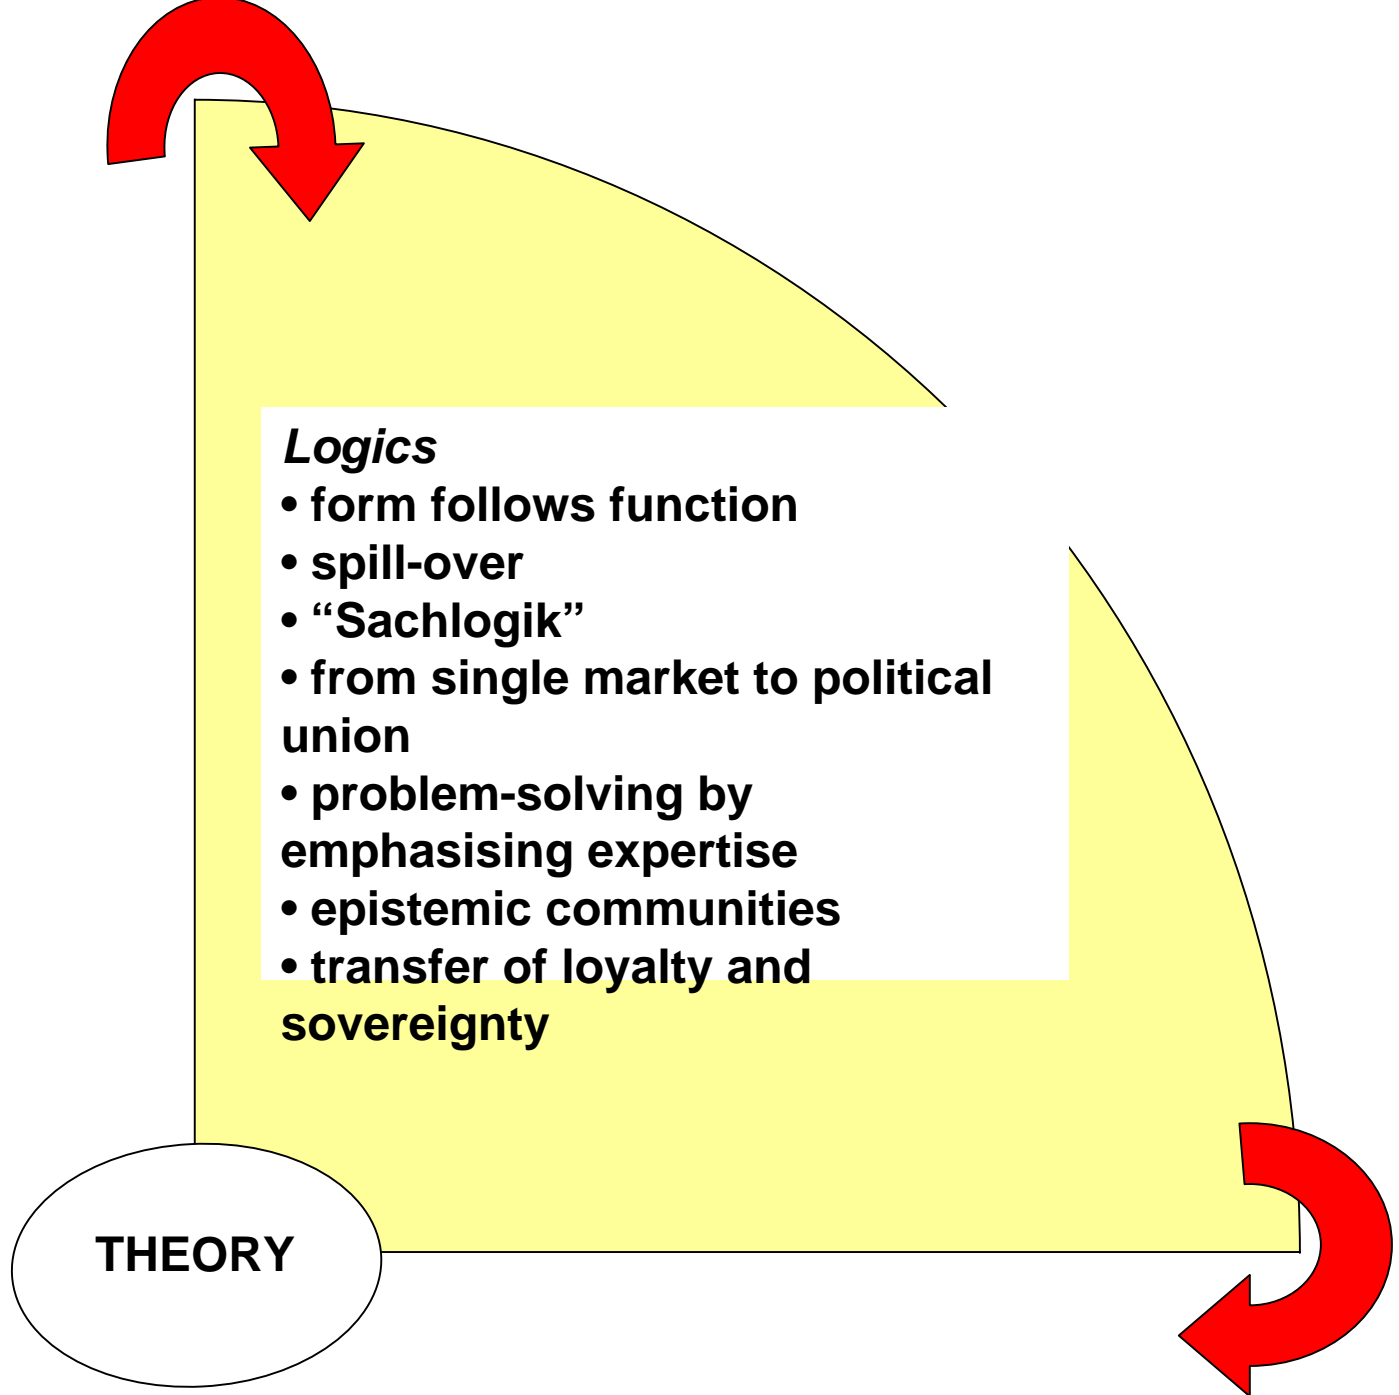 Logics
• form follows function
• spill-over
• “Sachlogik”
• from single market to political
union
• problem-solving by
emphasising expertise
• epistemic communities
• transfer of loyalty and
sovereignty
THEORY